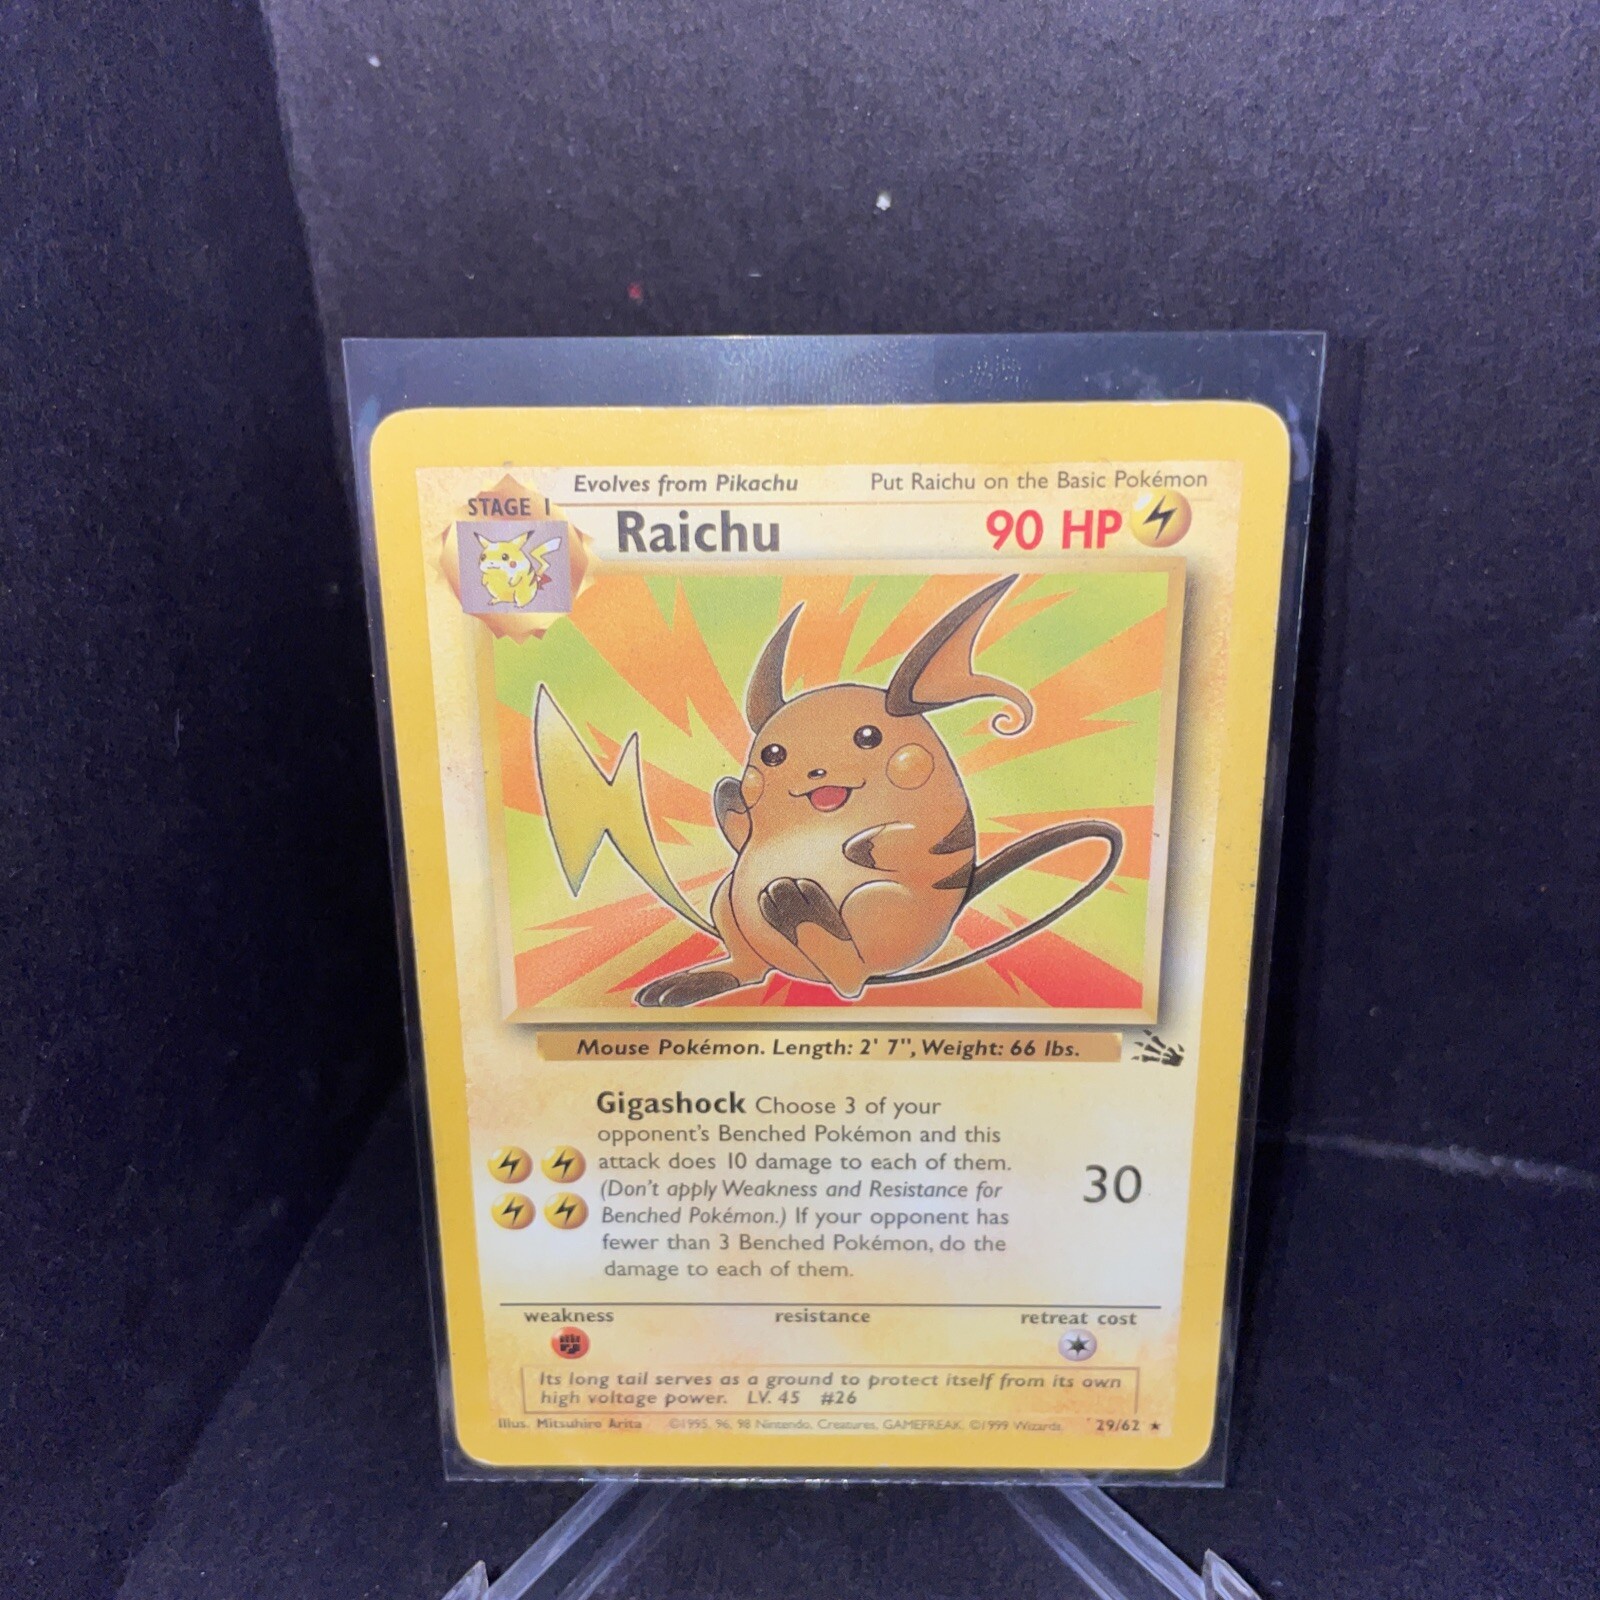 Evolves from Pikachu Put Raichu on the Basic Pokémon
STAGE 1
Raichu 90 HP
Mouse Pokémon. Length: 2' 7", Weight: 66 lbs.
Gigashock Choose 3 of your
opponent's Benched Pokémon and this
attack does 10 damage to each of them.
(Don't apply Weakness and Resistance for
Benched Pokémon.) If your opponent has
fewer than 3 Benched Pokémon, do the
damage to each of them.
30
weakness resistance retreat cost
Its long tail serves as a ground to protect itself from its own
high voltage power. LV. 45 #26
Illus. Mitsuhiro Arita ©1995, 96, 98 Nintendo, Creatures, GAMEFREAK. ©1999 Wizards. 29/62 ★